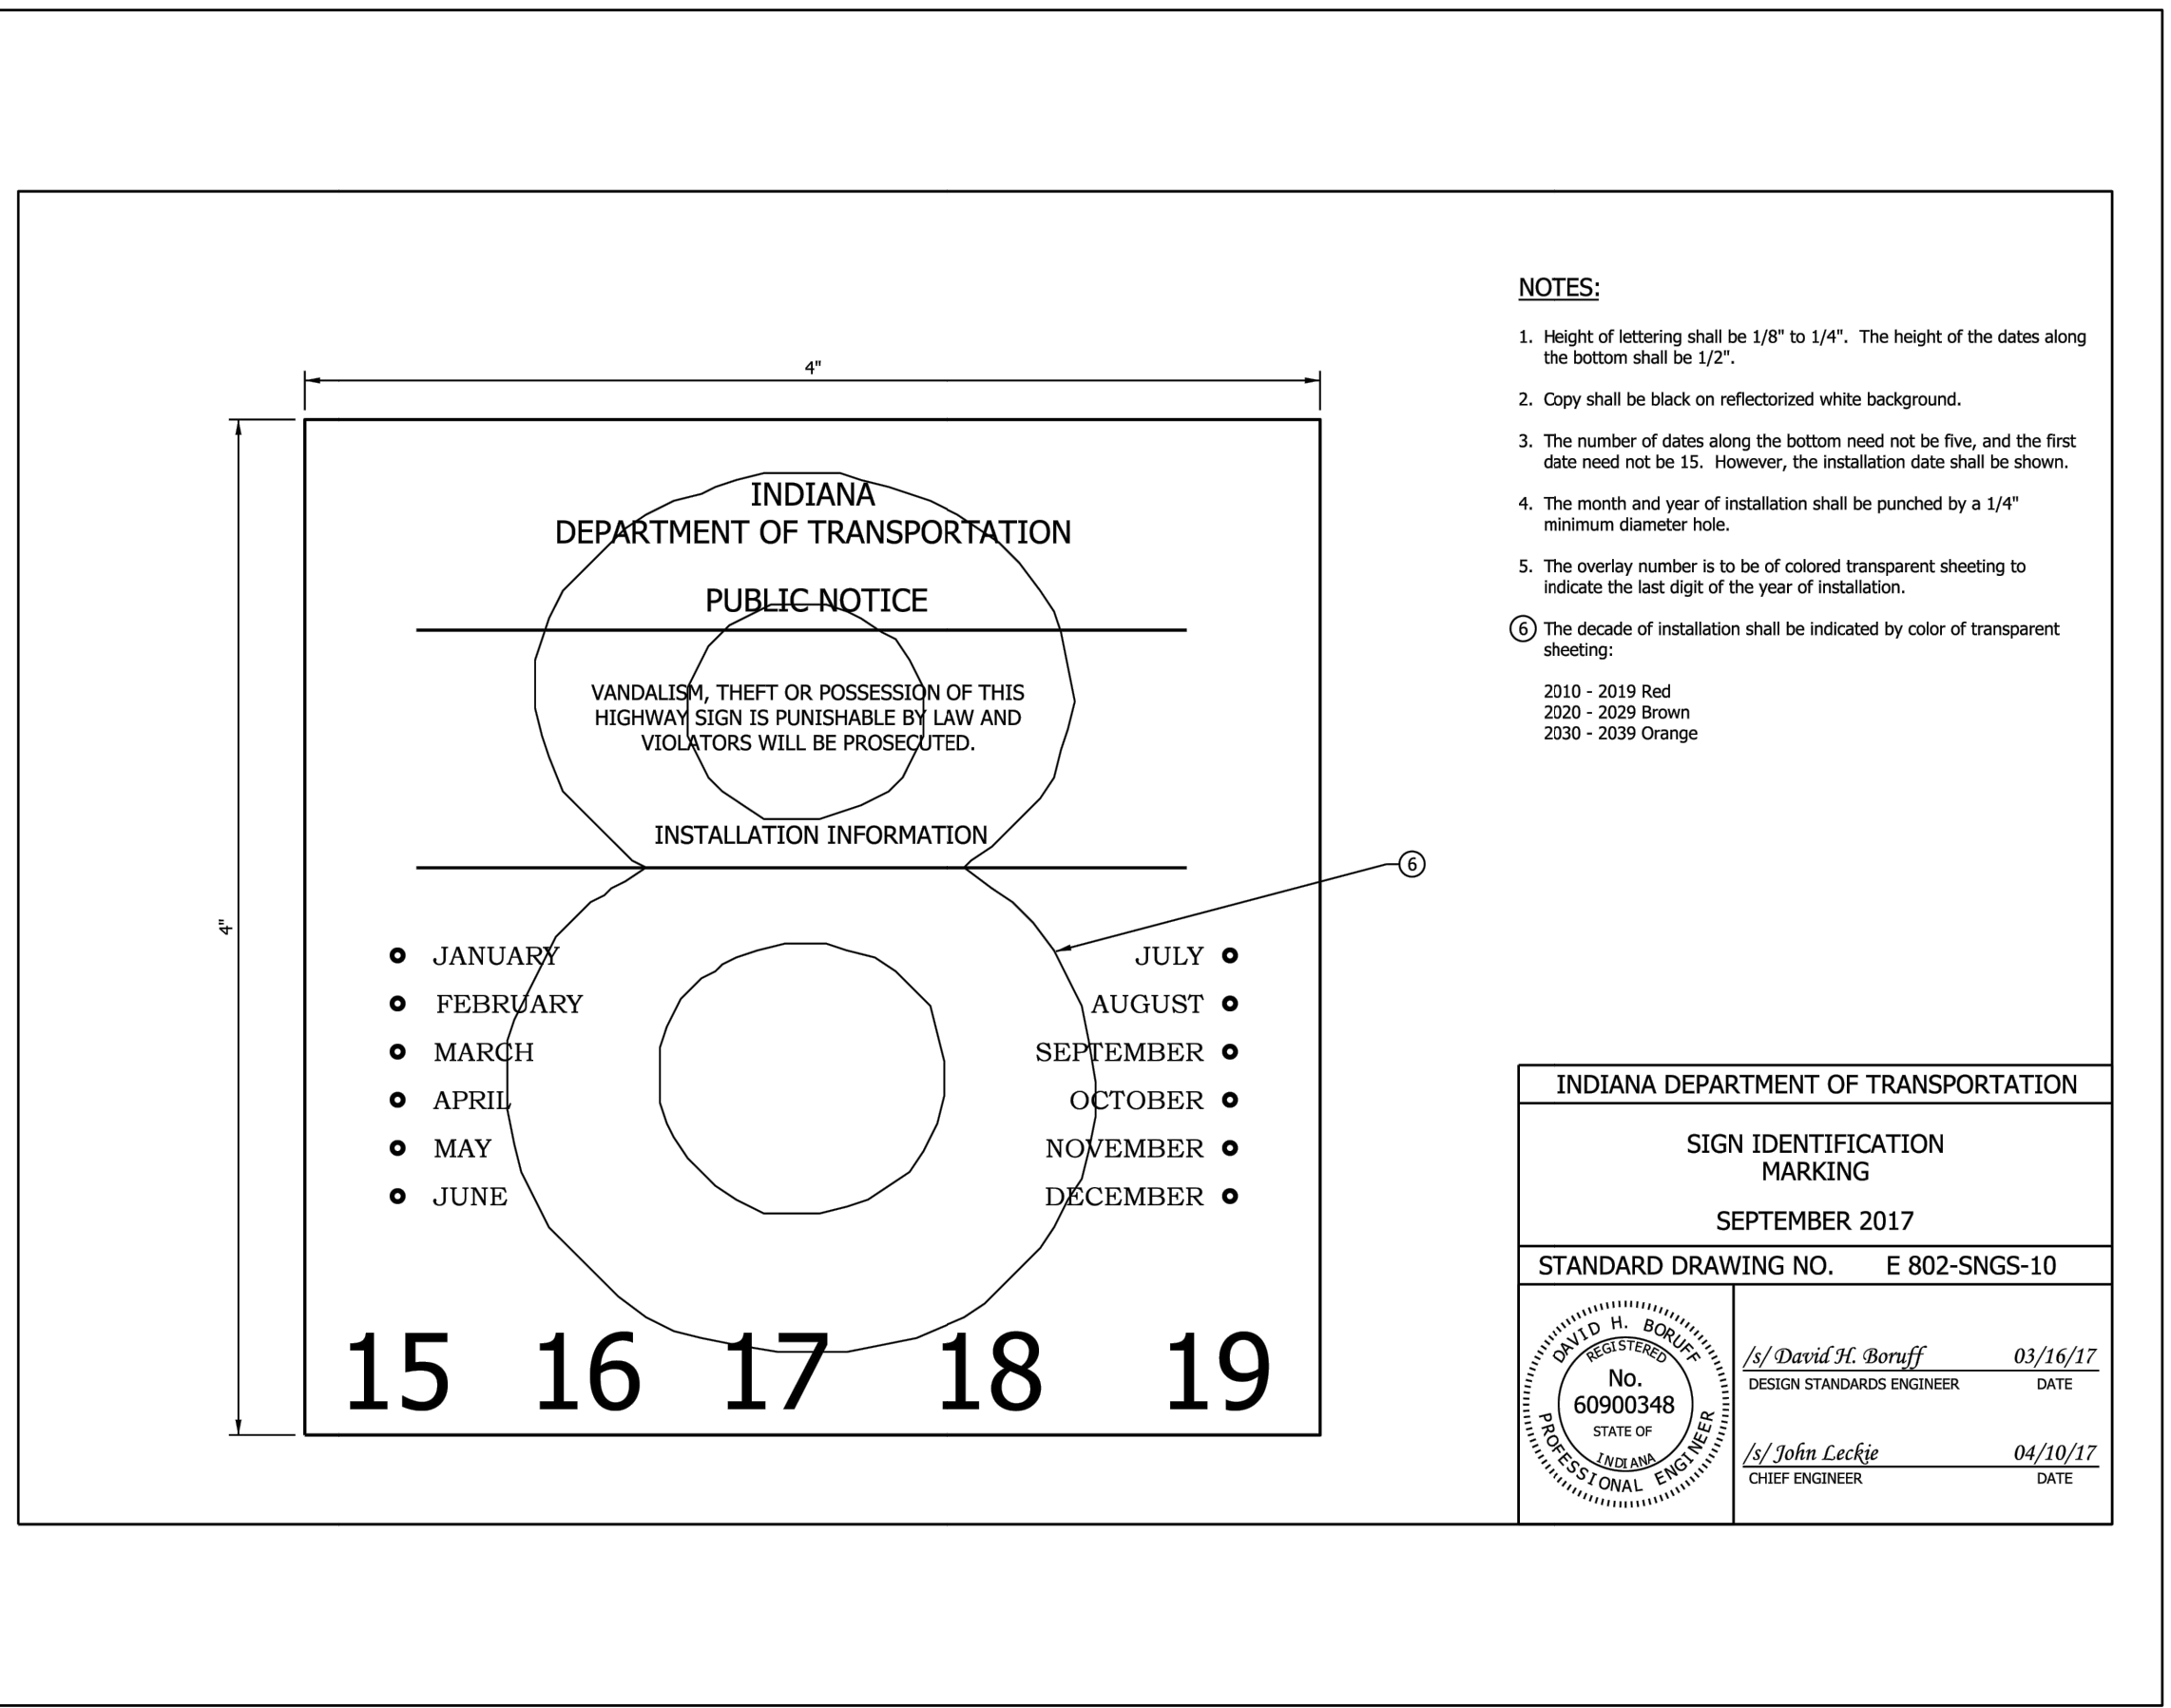 4"
4"
INDIANA
DEPARTMENT OF TRANSPORTATION
PUBLIC NOTICE
VANDALISM, THEFT OR POSSESSION OF THIS
HIGHWAY SIGN IS PUNISHABLE BY LAW AND
VIOLATORS WILL BE PROSECUTED.
INSTALLATION INFORMATION
6
JANUARY JULY
FEBRUARY AUGUST
MARCH SEPTEMBER
APRIL OCTOBER
MAY NOVEMBER
JUNE DECEMBER
15 16 17 18 19
NOTES:
1. Height of lettering shall be 1/8" to 1/4". The height of the dates along
the bottom shall be 1/2".
2. Copy shall be black on reflectorized white background.
3. The number of dates along the bottom need not be five, and the first
date need not be 15. However, the installation date shall be shown.
4. The month and year of installation shall be punched by a 1/4"
minimum diameter hole.
5. The overlay number is to be of colored transparent sheeting to
indicate the last digit of the year of installation.
6 The decade of installation shall be indicated by color of transparent
sheeting:
2010 - 2019 Red
2020 - 2029 Brown
2030 - 2039 Orange
INDIANA DEPARTMENT OF TRANSPORTATION
SIGN IDENTIFICATION
MARKING
SEPTEMBER 2017
STANDARD DRAWING NO. E 802-SNGS-10
DAVID H. BORUFF
REGISTERED
No.
60900348
STATE OF
INDIANA
PROFESSIONAL ENGINEER
/s/ David H. Boruff 03/16/17
DESIGN STANDARDS ENGINEER DATE
/s/ John Leckie 04/10/17
CHIEF ENGINEER DATE